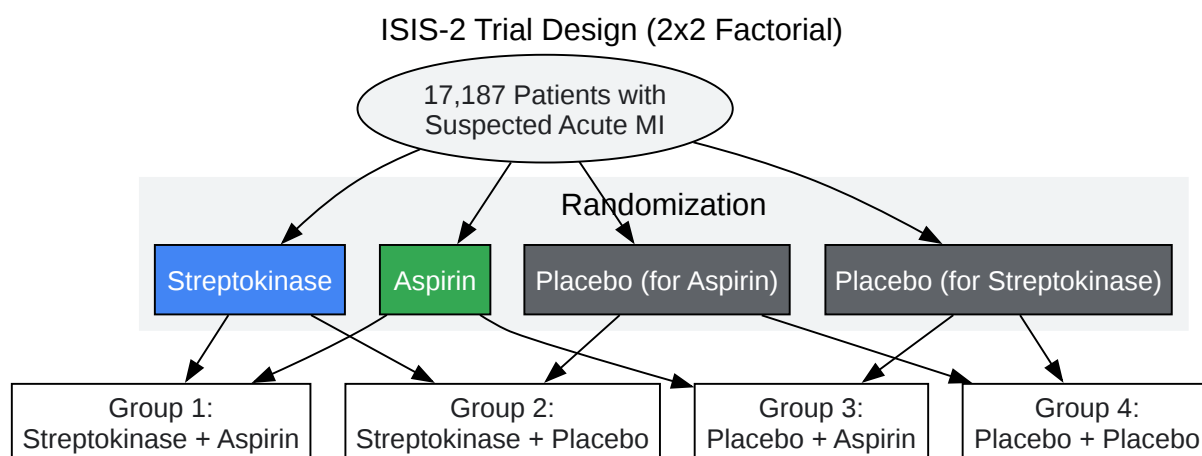 ISIS-2 Trial Design (2x2 Factorial)
17,187 Patients with
Suspected Acute MI
Randomization
Streptokinase
Aspirin
Placebo (for Aspirin)
Placebo (for Streptokinase)
Group 1:
Streptokinase + Aspirin
Group 2:
Streptokinase + Placebo
Group 3:
Placebo + Aspirin
Group 4:
Placebo + Placebo